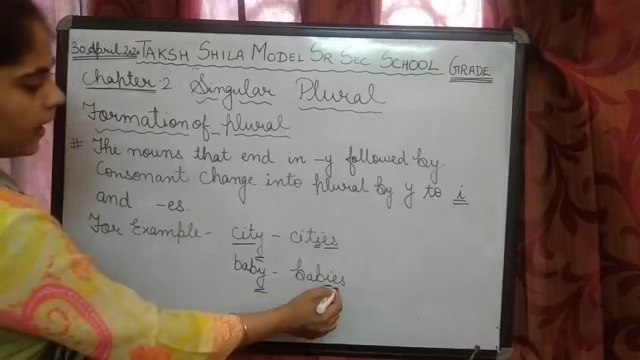 30 April 2020 TAKSH SHILA MODEL SR SEC SCHOOL GRADE
Chapter-2 Singular Plural
Formation of plural
# The nouns that end in -y followed by
consonant change into plural by y to i
and -es.
For Example - city - cities
baby - babies